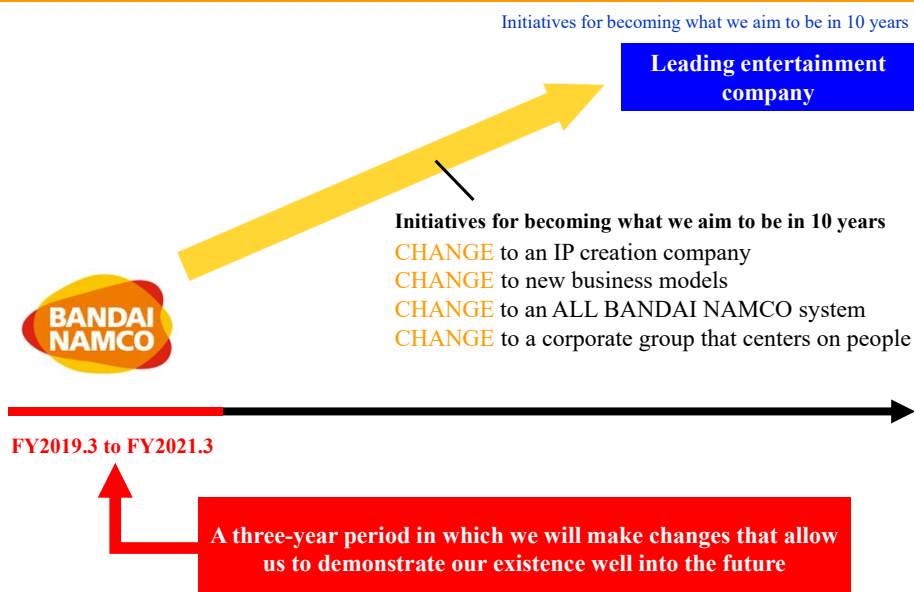 Initiatives for becoming what we aim to be in 10 years
Leading entertainment
company
Initiatives for becoming what we aim to be in 10 years
CHANGE to an IP creation company
CHANGE to new business models
CHANGE to an ALL BANDAI NAMCO system
CHANGE to a corporate group that centers on people
BANDAI
NAMCO
FY2019.3 to FY2021.3
A three-year period in which we will make changes that allow
us to demonstrate our existence well into the future